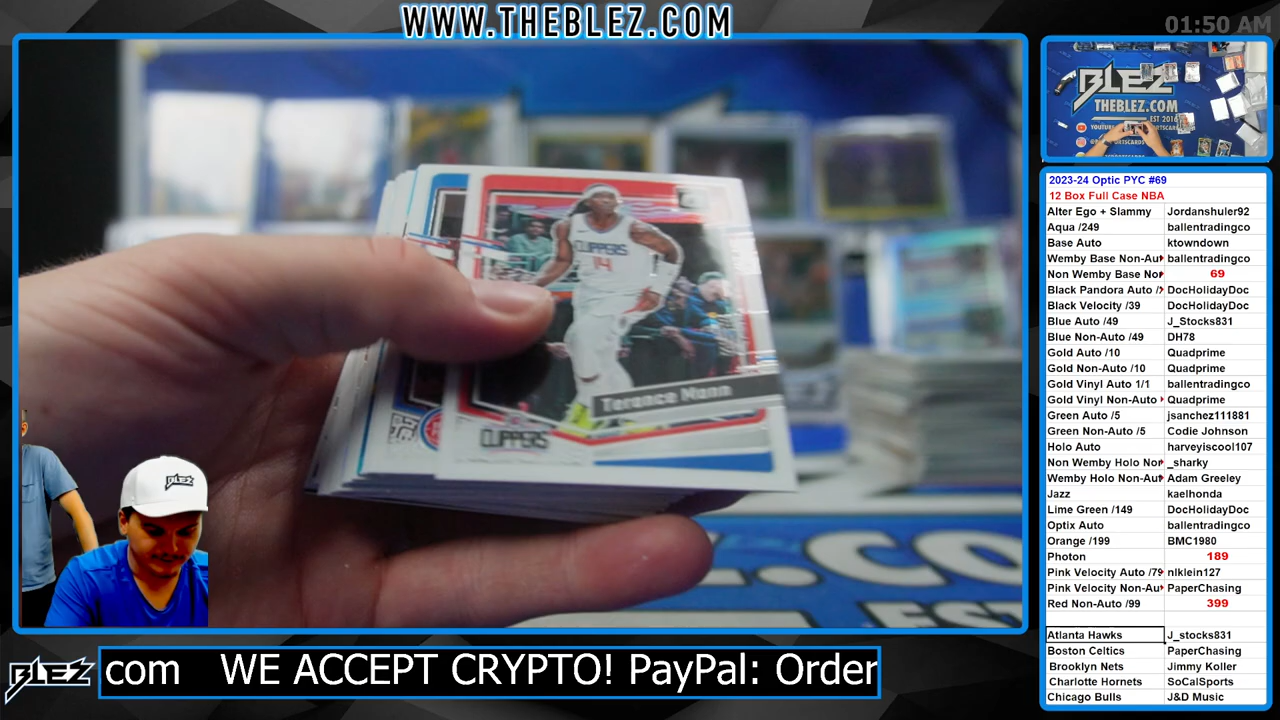 WWW.THEBLEZ.COM
01:50 AM
CLIPPERS
14
Terance Mann
CLIPPERS
BLEZ
THEBLEZ.COM
EST 2016
2023-24 Optic PYC #69
12 Box Full Case NBA
Alter Ego + Slammy Jordanshuler92
Aqua /249 ballentradingco
Base Auto ktowndown
Wemby Base Non-Au ballentradingco
Non Wemby Base Nor 69
Black Pandora Auto / DocHolidayDoc
Black Velocity /39 DocHolidayDoc
Blue Auto /49 J_Stocks831
Blue Non-Auto /49 DH78
Gold Auto /10 Quadprime
Gold Non-Auto /10 Quadprime
Gold Vinyl Auto 1/1 ballentradingco
Gold Vinyl Non-Auto Quadprime
Green Auto /5 jsanchez111881
Green Non-Auto /5 Codie Johnson
Holo Auto harveyiscool107
Non Wemby Holo Nor _sharky
Wemby Holo Non-Au Adam Greeley
Jazz kaelhonda
Lime Green /149 DocHolidayDoc
Optix Auto ballentradingco
Orange /199 BMC1980
Photon 189
Pink Velocity Auto /79 nlklein127
Pink Velocity Non-Au PaperChasing
Red Non-Auto /99 399
Atlanta Hawks J_stocks831
Boston Celtics PaperChasing
Brooklyn Nets Jimmy Koller
Charlotte Hornets SoCalSports
Chicago Bulls J&D Music
BLEZ
BLEZ
com WE ACCEPT CRYPTO! PayPal: Order